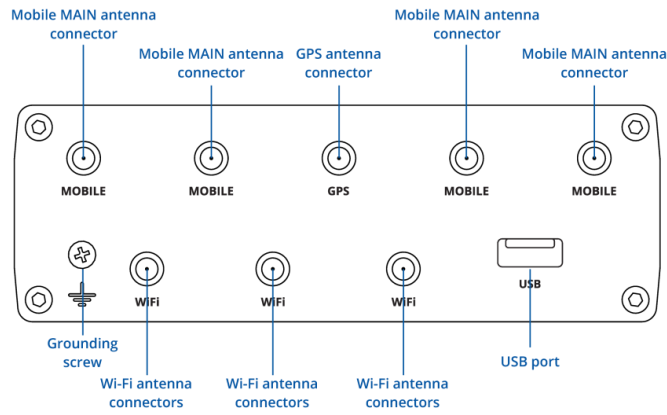 Mobile MAIN antenna
connector
Mobile MAIN antenna
connector
GPS antenna
connector
Mobile MAIN antenna
connector
Mobile MAIN antenna
connector
MOBILE
MOBILE
GPS
MOBILE
MOBILE
WiFi
WiFi
WiFi
USB
Grounding
screw
Wi-Fi antenna
connectors
Wi-Fi antenna
connectors
Wi-Fi antenna
connectors
USB port